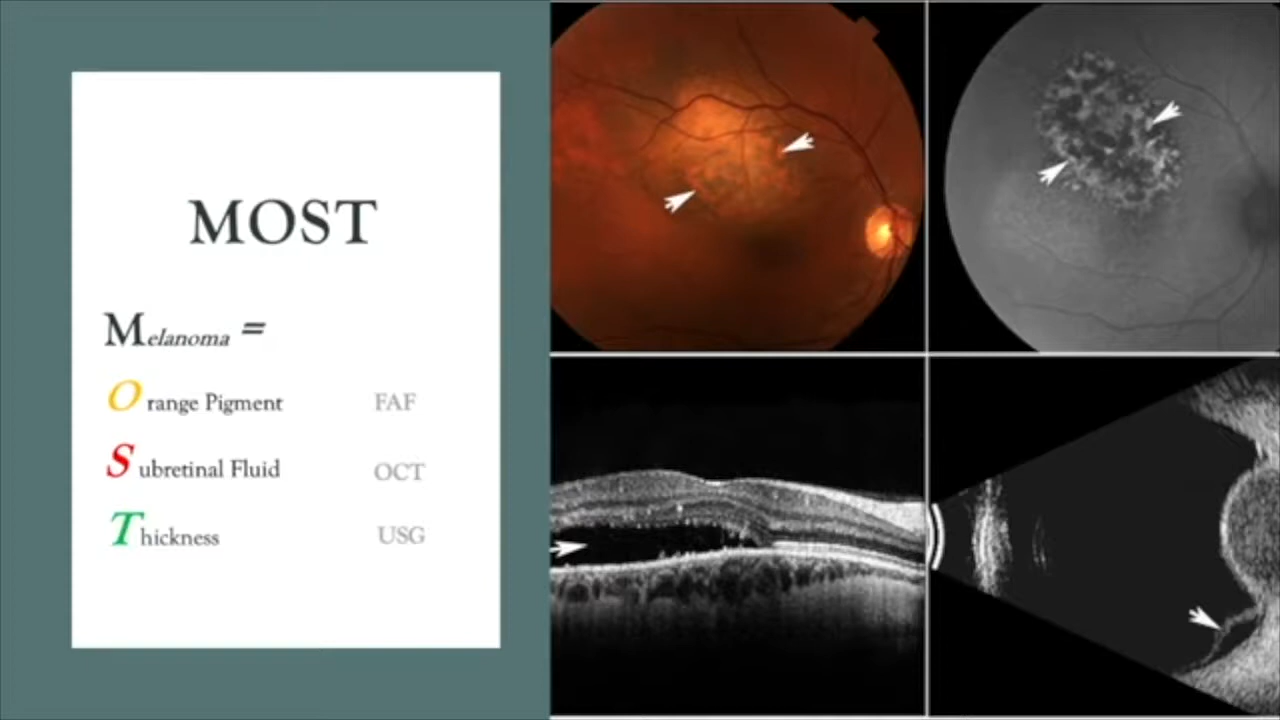 MOST
Melanoma =
Orange Pigment FAF
Subretinal Fluid OCT
Thickness USG